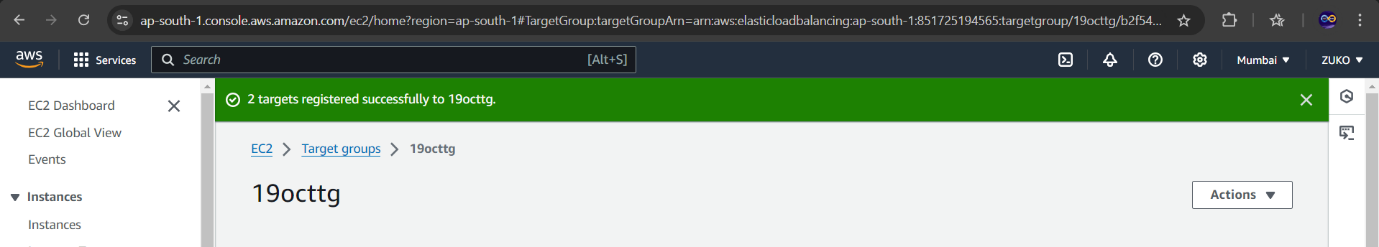 ap-south-1.console.aws.amazon.com/ec2/home?region=ap-south-1#TargetGroup:targetGroupArn=arn:aws:elasticloadbalancing:ap-south-1:851725194565:targetgroup/19octtg/b2f54...
aws Services Search [Alt+S] Mumbai ZUKO
2 targets registered successfully to 19octtg.
EC2 Dashboard
EC2 Global View
Events
Instances
Instances
EC2 Target groups 19octtg
19octtg
Actions